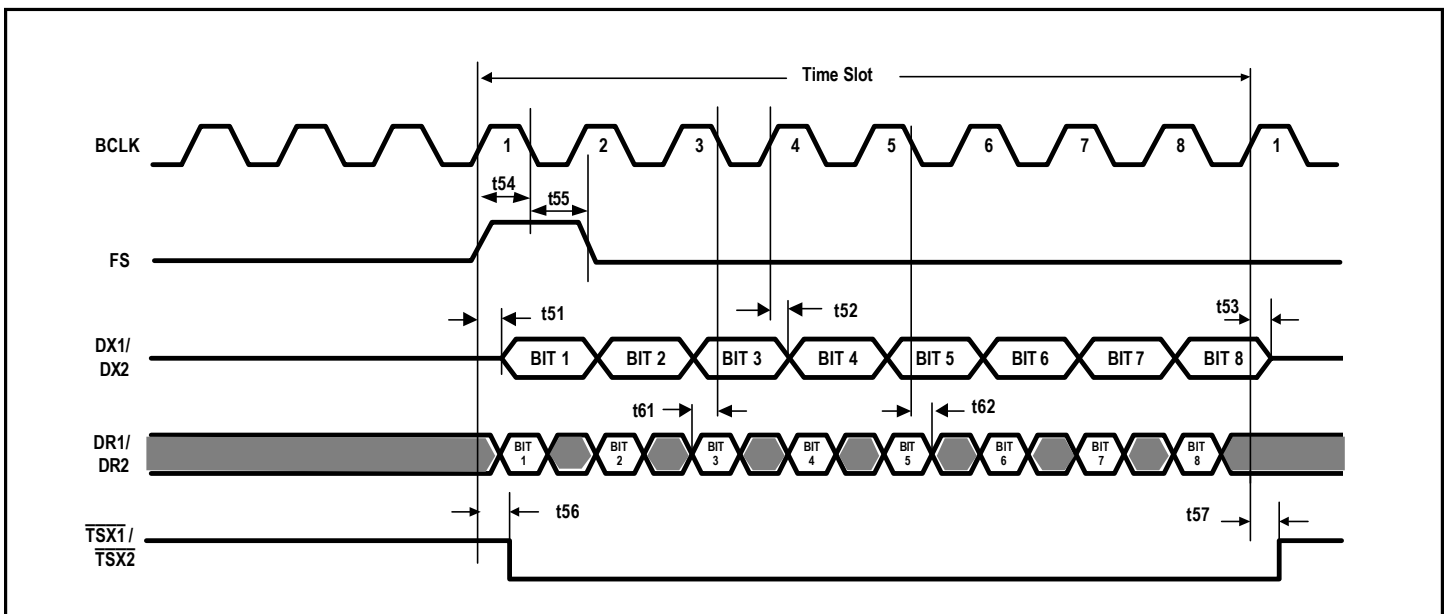 Time Slot
BCLK
1 2 3 4 5 6 7 8 1
t54
t55
FS
t51
t52
t53
DX1/
DX2
BIT 1 BIT 2 BIT 3 BIT 4 BIT 5 BIT 6 BIT 7 BIT 8
t61
t62
DR1/
DR2
BIT 1 BIT 2 BIT 3 BIT 4 BIT 5 BIT 6 BIT 7 BIT 8
t56
t57
TSX1 /
TSX2